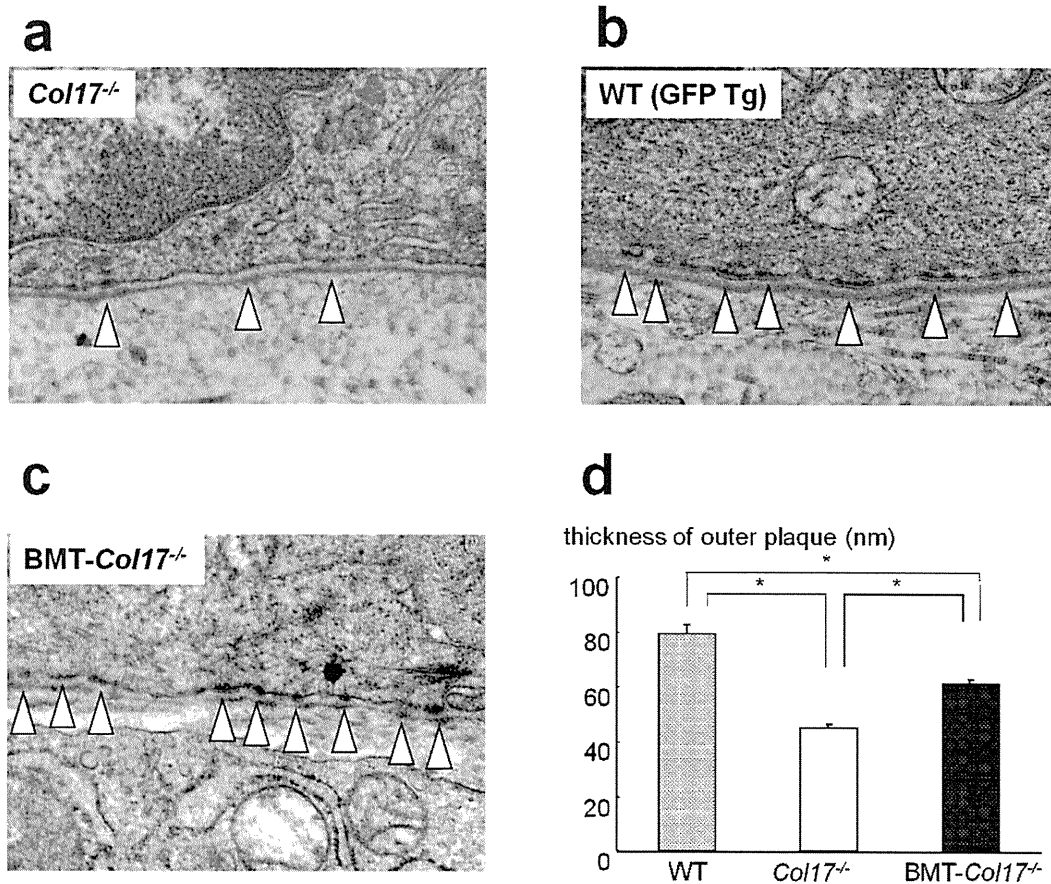 a
Col17-/-
b
WT (GFP Tg)
c
BMT-Col17-/-
d
thickness of outer plaque (nm)
*
*
*
100
80
60
40
20
0
WT
Col17-/-
BMT-Col17-/-